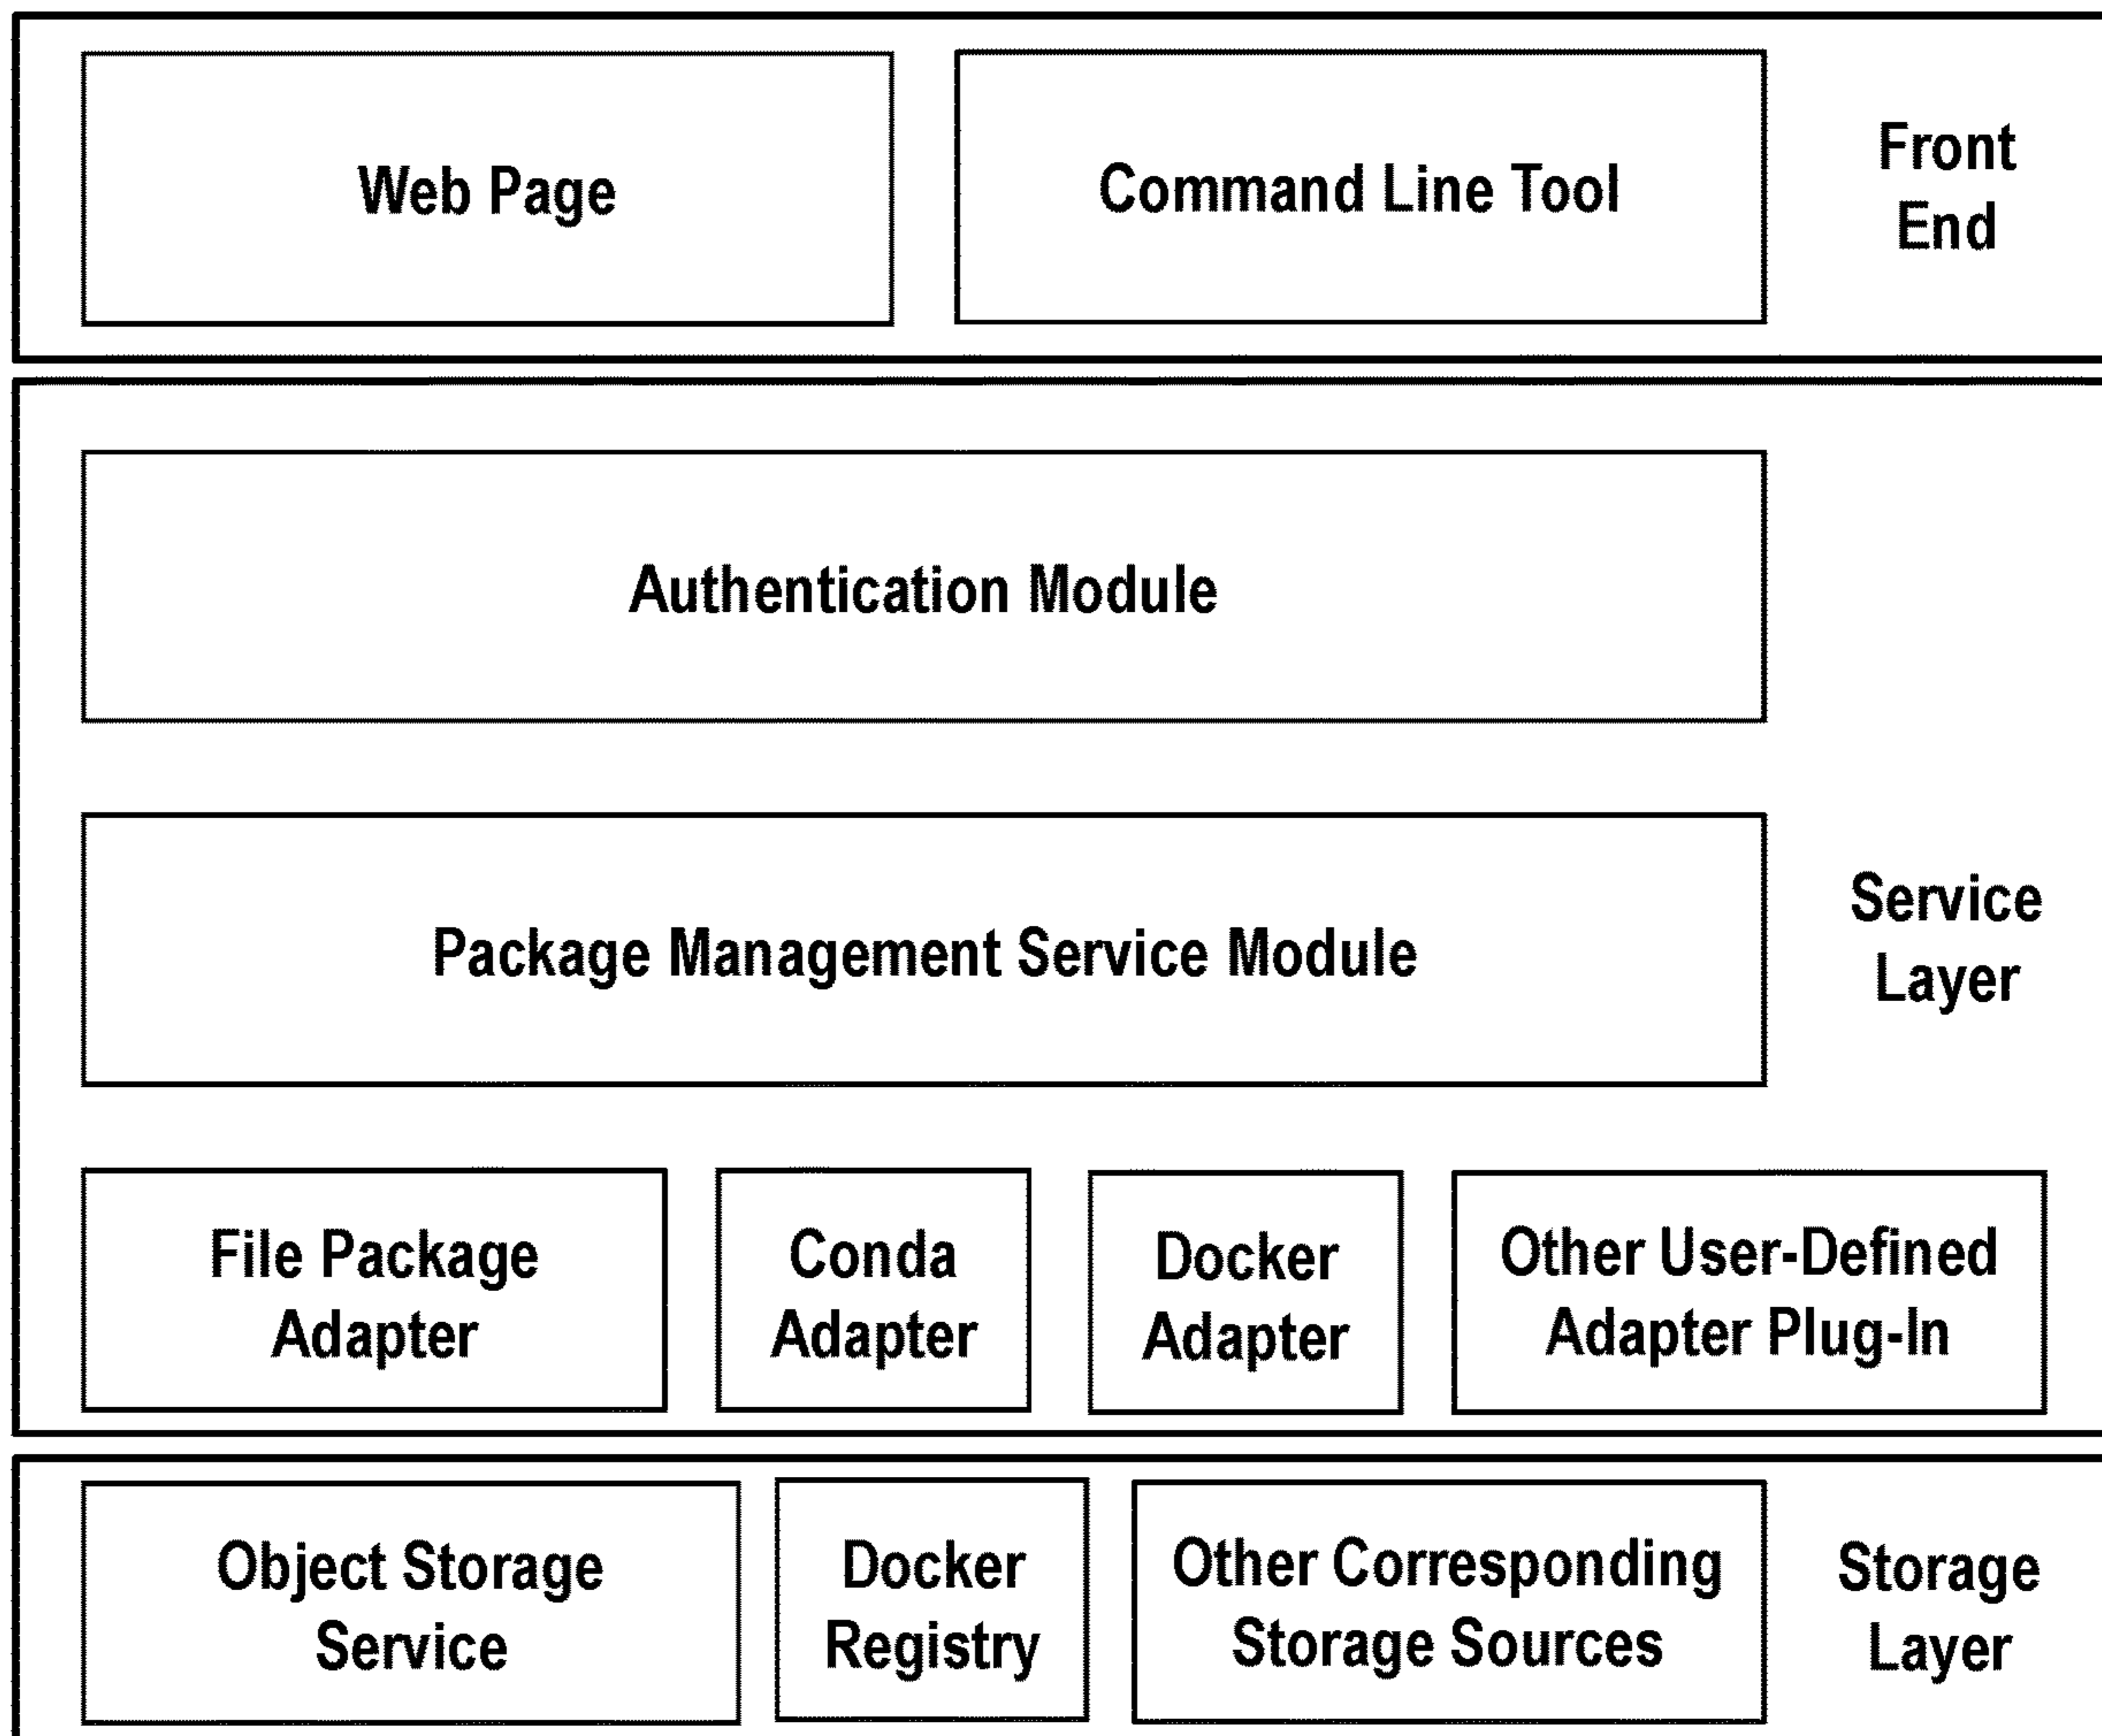 Web Page
Command Line Tool
Front
End
Authentication Module
Package Management Service Module
Service
Layer
File Package
Adapter
Conda
Adapter
Docker
Adapter
Other User-Defined
Adapter Plug-In
Object Storage
Service
Docker
Registry
Other Corresponding
Storage Sources
Storage
Layer